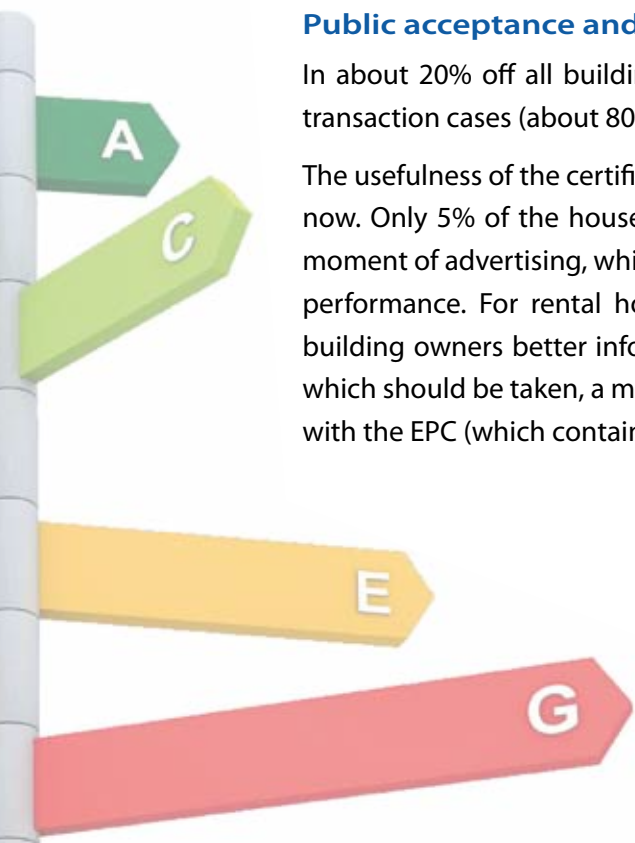 Public acceptance and
In about 20% off all buildi
transaction cases (about 80
The usefulness of the certifi
now. Only 5% of the house
moment of advertising, whi
performance. For rental ho
building owners better info
which should be taken, a m
with the EPC (which contain
A
C
E
G